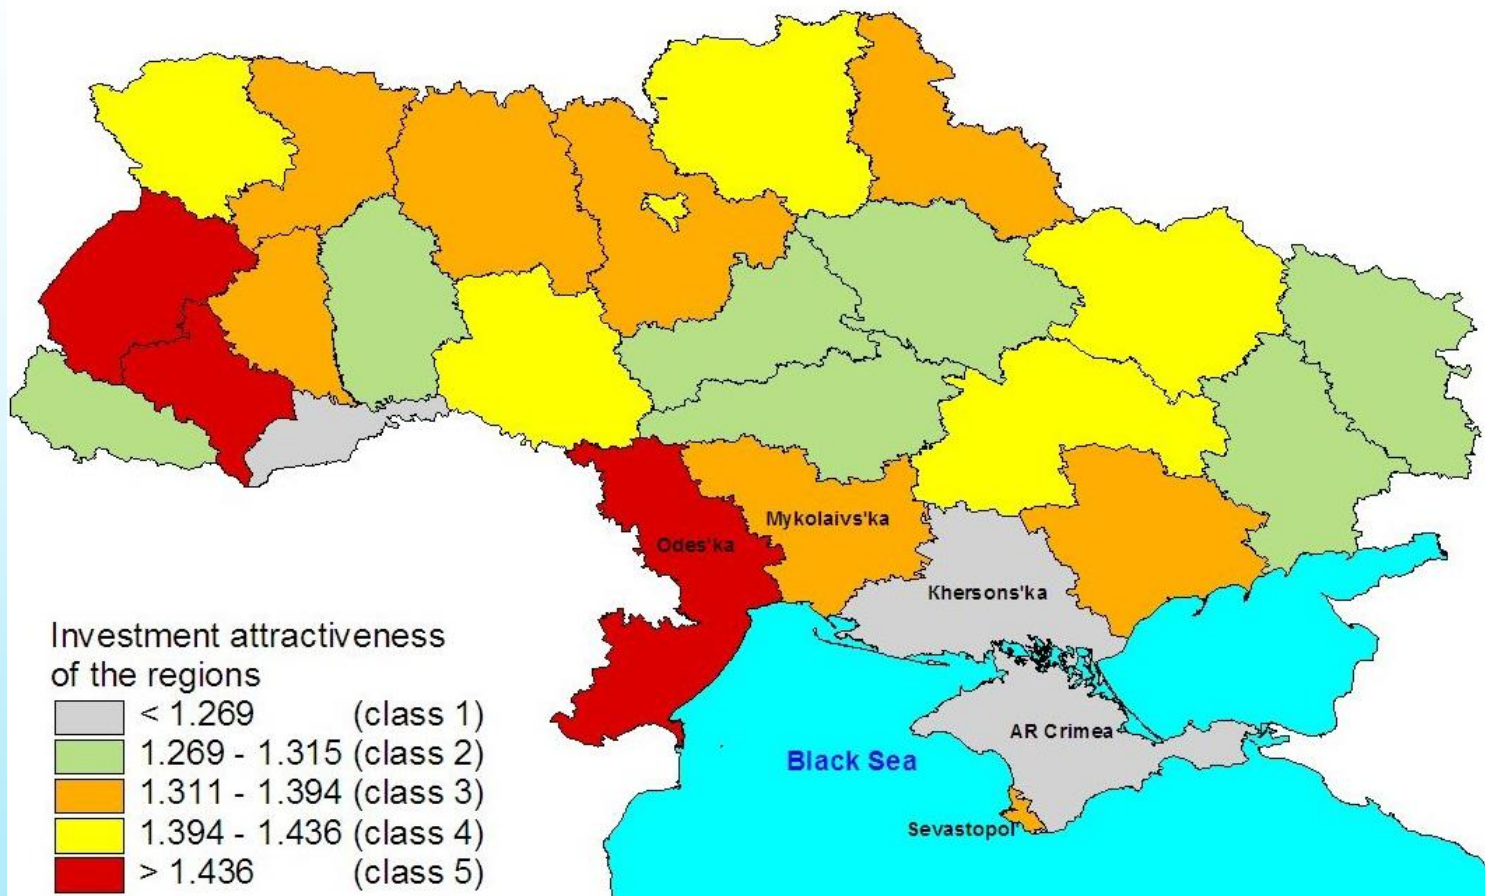 Mykolaivs'ka
Odes'ka
Khersons'ka
AR Crimea
Black Sea
Sevastopol'
Investment attractiveness
of the regions
< 1.269 (class 1)
1.269 - 1.315 (class 2)
1.311 - 1.394 (class 3)
1.394 - 1.436 (class 4)
> 1.436 (class 5)